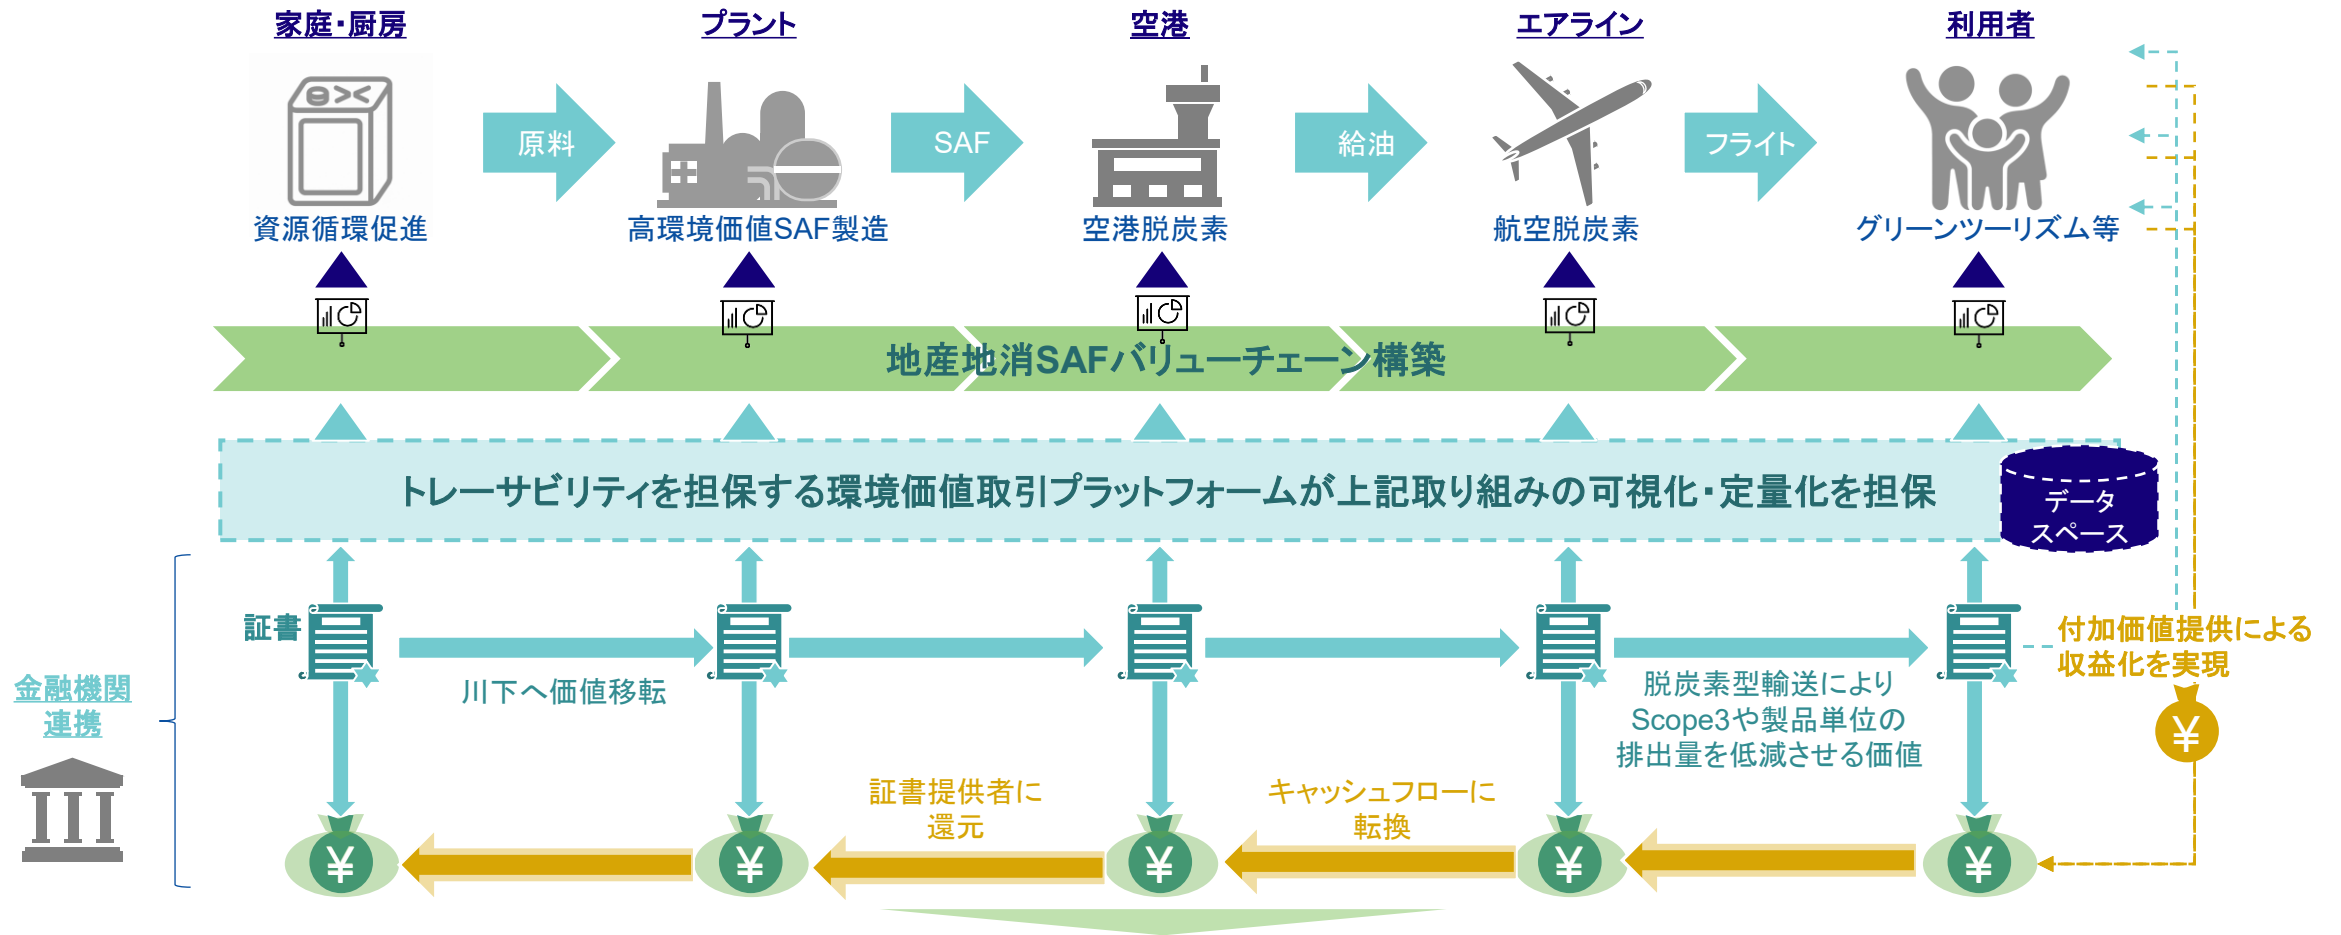 家庭・厨房
プラント
空港
エアライン
利用者
原料
SAF
給油
フライト
資源循環促進
高環境価値SAF製造
空港脱炭素
航空脱炭素
グリーンツーリズム等
地産地消SAFバリューチェーン構築
トレーサビリティを担保する環境価値取引プラットフォームが上記取り組みの可視化・定量化を担保
データ
スペース
証書
川下へ価値移転
脱炭素型輸送により
Scope3や製品単位の
排出量を低減させる価値
付加価値提供による
収益化を実現
¥
金融機関
連携
証書提供者に
還元
キャッシュフローに
転換
¥
¥
¥
¥
¥